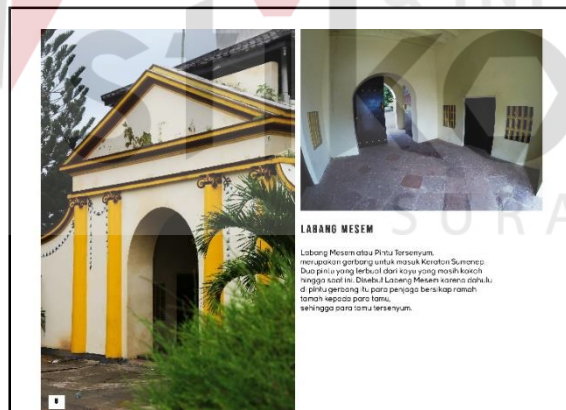 LABANG MESEM
Labang Mesem atau Pintu Tersenyum,
merupakan gerbang untuk masuk Keraton Sumenep.
Dua pintu yang terbuat dari kayu yang masih kokoh
hingga saat ini. Disebut Labang Mesem karena dahulu
di pintu gerbang itu para penjaga bersikap ramah
tamah kepada para tamu,
sehingga para tamu tersenyum.